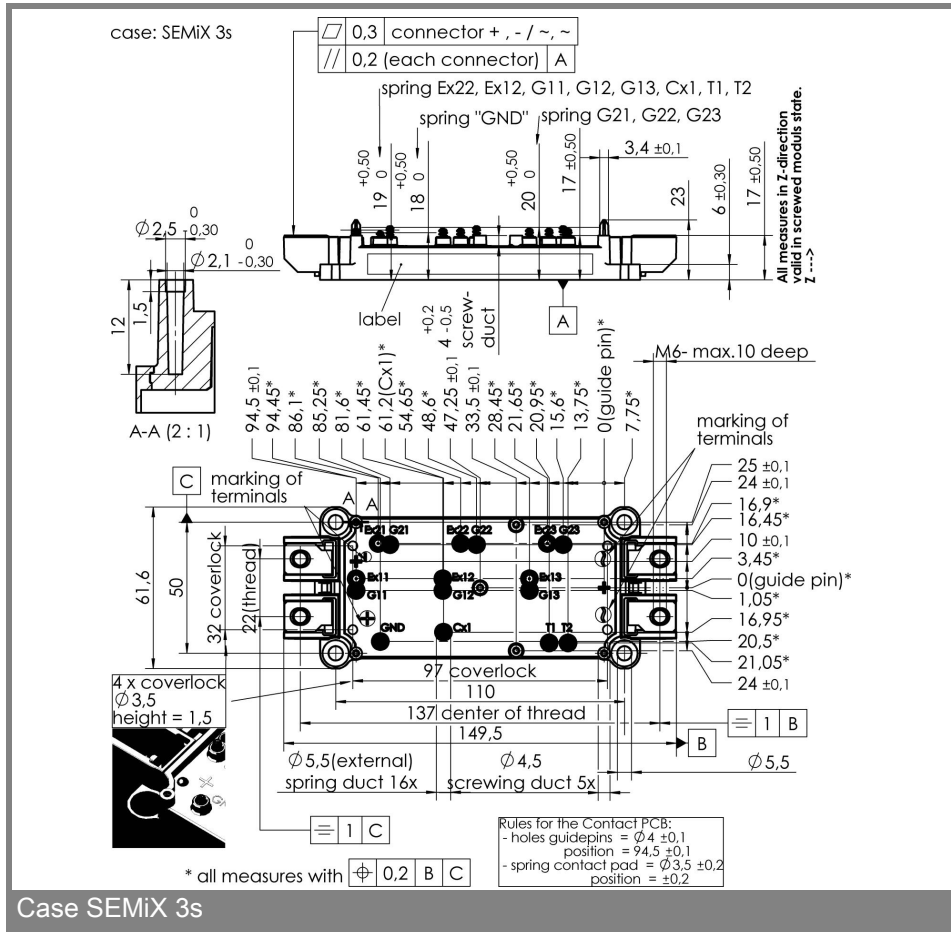 case: SEMiX 3s
⏥ 0,3 connector + , - / ~, ~
// 0,2 (each connector) A
spring Ex22, Ex12, G11, G12, G13, Cx1, T1, T2
spring "GND" spring G21, G22, G23
19 +0,50 0
18 +0,50 0
20 +0,50 0
17 ±0,50
3,4 ±0,1
23
6 ±0,30
17 ±0,50
All measures in Z-direction
valid in screwed moduls state.
Z --->
Ø2,5 0 -0,30
Ø2,1 0 -0,30
12
1,5
label
4 +0,2 -0,5
screw-
duct
A
A-A (2 : 1)
M6- max.10 deep
94,5 ±0,1
94,45*
86,1*
85,25*
81,6*
61,45*
61,2(Cx1)*
54,65*
48,6*
47,25 ±0,1
33,5 ±0,1
28,45*
21,65*
20,95*
15,6*
13,75*
0(guide pin)*
7,75*
marking of
terminals
C
marking of
terminals
A A
25 ±0,1
24 ±0,1
16,9*
16,45*
10 ±0,1
3,45*
0(guide pin)*
1,05*
16,95*
20,5*
21,05*
24 ±0,1
61,6
50
32 coverlock
22(thread)
Ex21 G21 Ex22 G22 Ex23 G23
Ex11 Ex12 Ex13
G11 G12 G13
GND Cx1 T1 T2
97 coverlock
110
137 center of thread
149,5
⌯ 1 B
B
4 x coverlock
Ø3,5
height = 1,5
Ø5,5(external)
spring duct 16x
Ø4,5
screwing duct 5x
Ø5,5
⌯ 1 C
Rules for the Contact PCB:
- holes guidepins = Ø4 ±0,1
position = 94,5 ±0,1
- spring contact pad = Ø3,5 ±0,2
position = ±0,2
* all measures with ⌖ 0,2 B C
Case SEMiX 3s